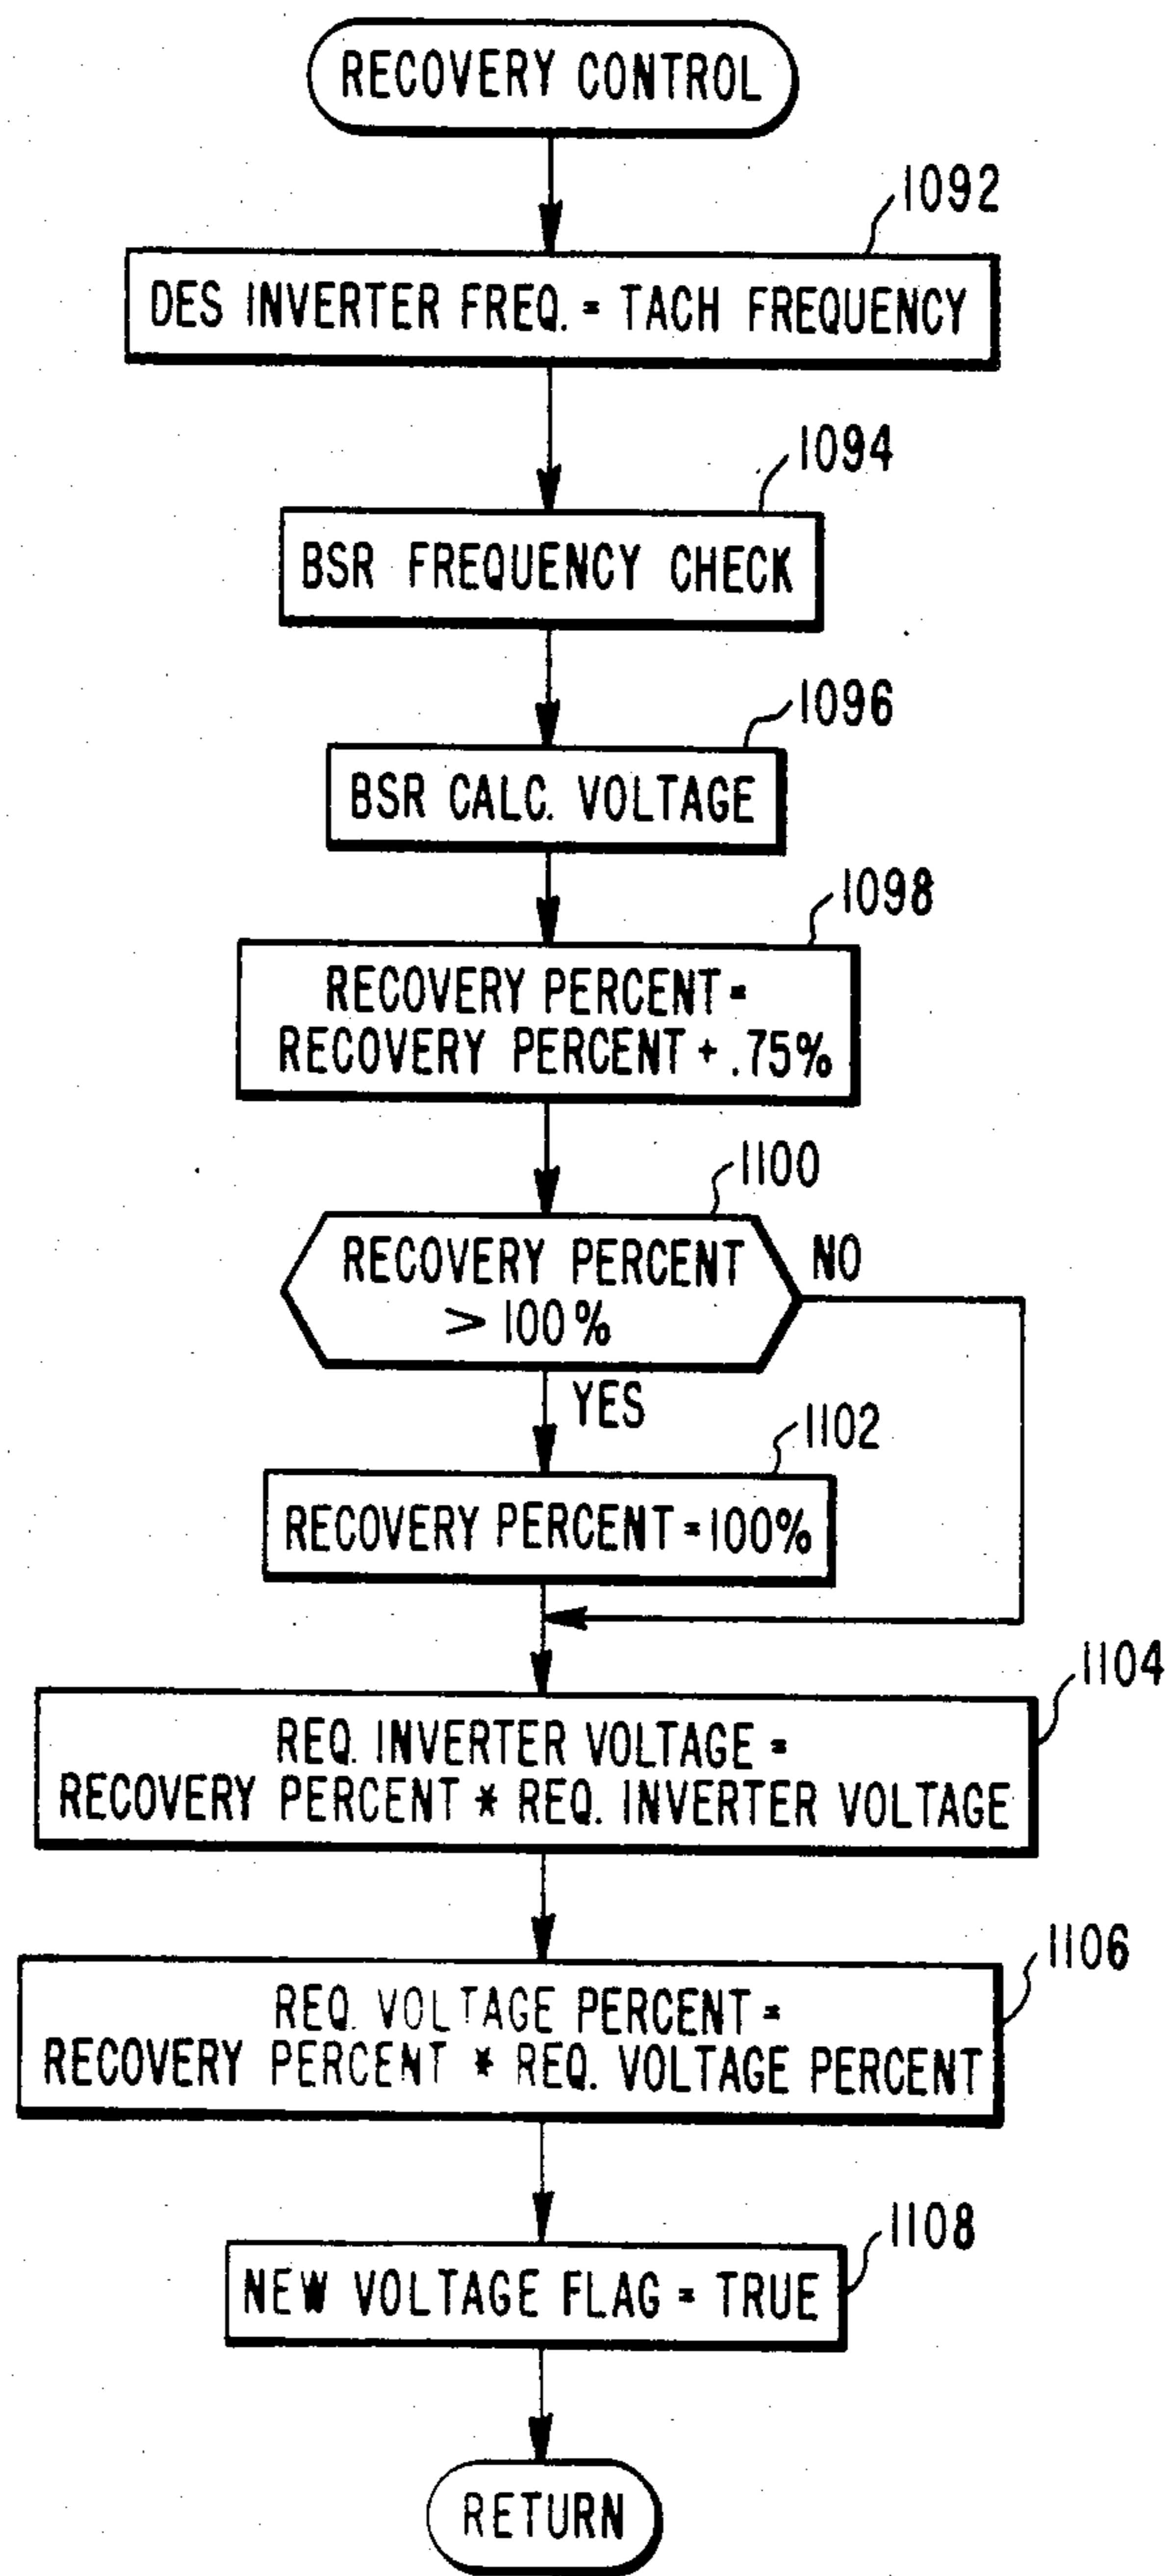 RECOVERY CONTROL
1092
DES INVERTER FREQ. = TACH FREQUENCY
1094
BSR FREQUENCY CHECK
1096
BSR CALC. VOLTAGE
1098
RECOVERY PERCENT =
RECOVERY PERCENT + .75%
1100
RECOVERY PERCENT
> 100%
NO
YES
1102
RECOVERY PERCENT = 100%
1104
REQ. INVERTER VOLTAGE =
RECOVERY PERCENT * REQ. INVERTER VOLTAGE
1106
REQ. VOLTAGE PERCENT =
RECOVERY PERCENT * REQ. VOLTAGE PERCENT
1108
NEW VOLTAGE FLAG = TRUE
RETURN